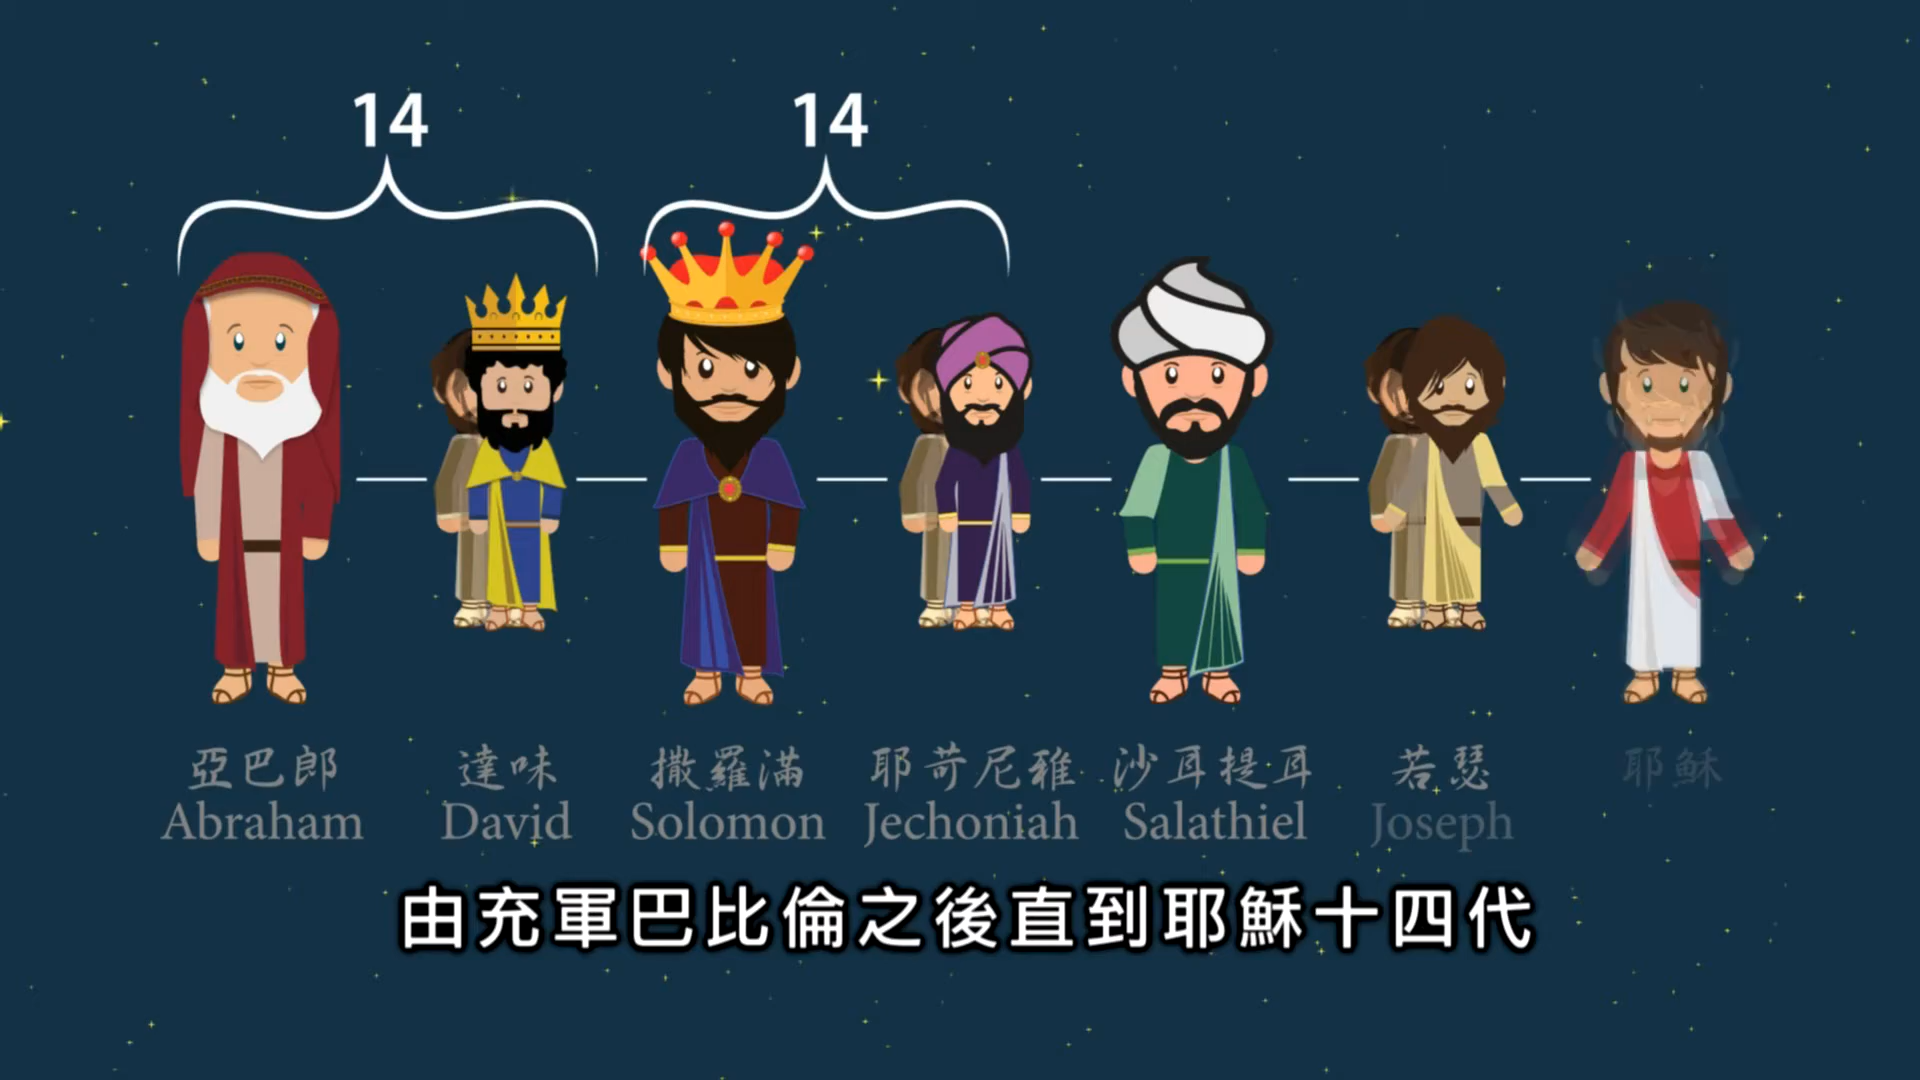 14
14
亞巴郎
達味
撒羅滿
耶苛尼雅
沙耳提耳
若瑟
耶穌
Abraham
David
Solomon
Jechoniah
Salathiel
Joseph
由充軍巴比倫之後直到耶穌十四代